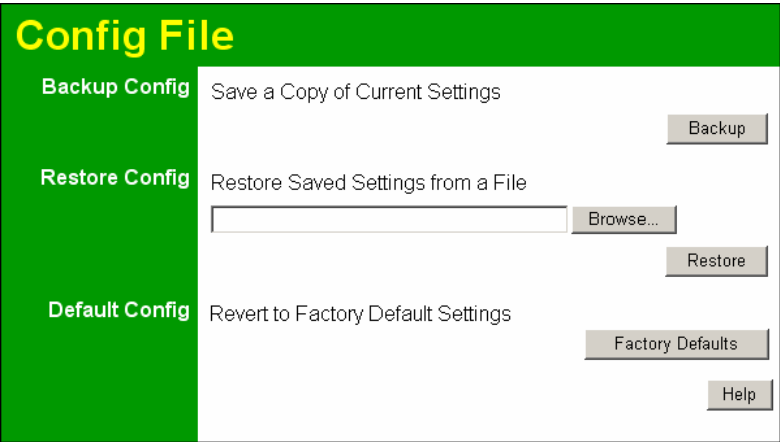 Config File
Backup Config
Save a Copy of Current Settings
Backup
Restore Config
Restore Saved Settings from a File
Browse...
Restore
Default Config
Revert to Factory Default Settings
Factory Defaults
Help